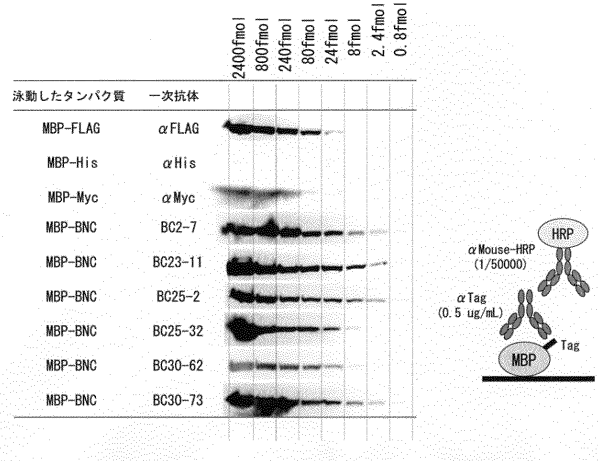 2400fmol 800fmol 240fmol 80fmol 24fmol 8fmol 2.4fmol 0.8fmol
泳動したタンパク質 一次抗体
MBP-FLAG αFLAG
MBP-His αHis
MBP-Myc αMyc
MBP-BNC BC2-7
MBP-BNC BC23-11
MBP-BNC BC25-2
MBP-BNC BC25-32
MBP-BNC BC30-62
MBP-BNC BC30-73
HRP
αMouse-HRP
(1/50000)
αTag
(0.5 ug/mL)
Tag
MBP